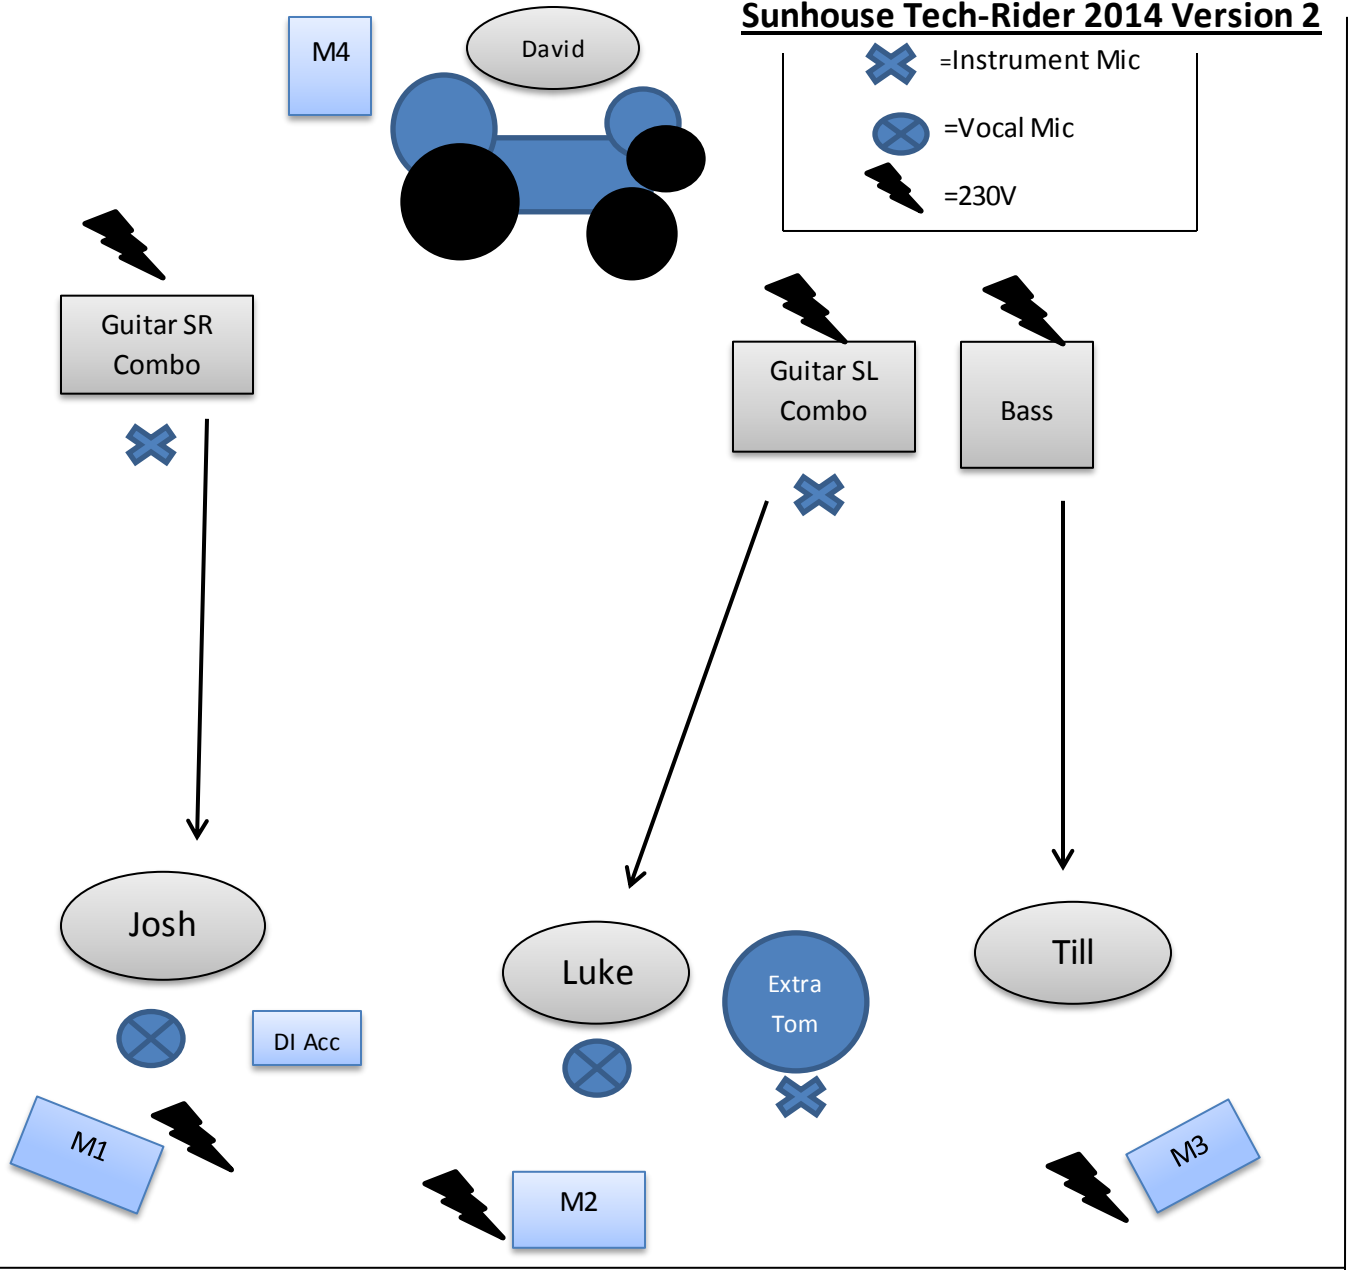 Sunhouse Tech-Rider 2014 Version 2
M4
David
=Instrument Mic
=Vocal Mic
=230V
Guitar SR
Combo
Guitar SL
Combo
Bass
Josh
Luke
Extra
Tom
Till
DI Acc
M1
M2
M3